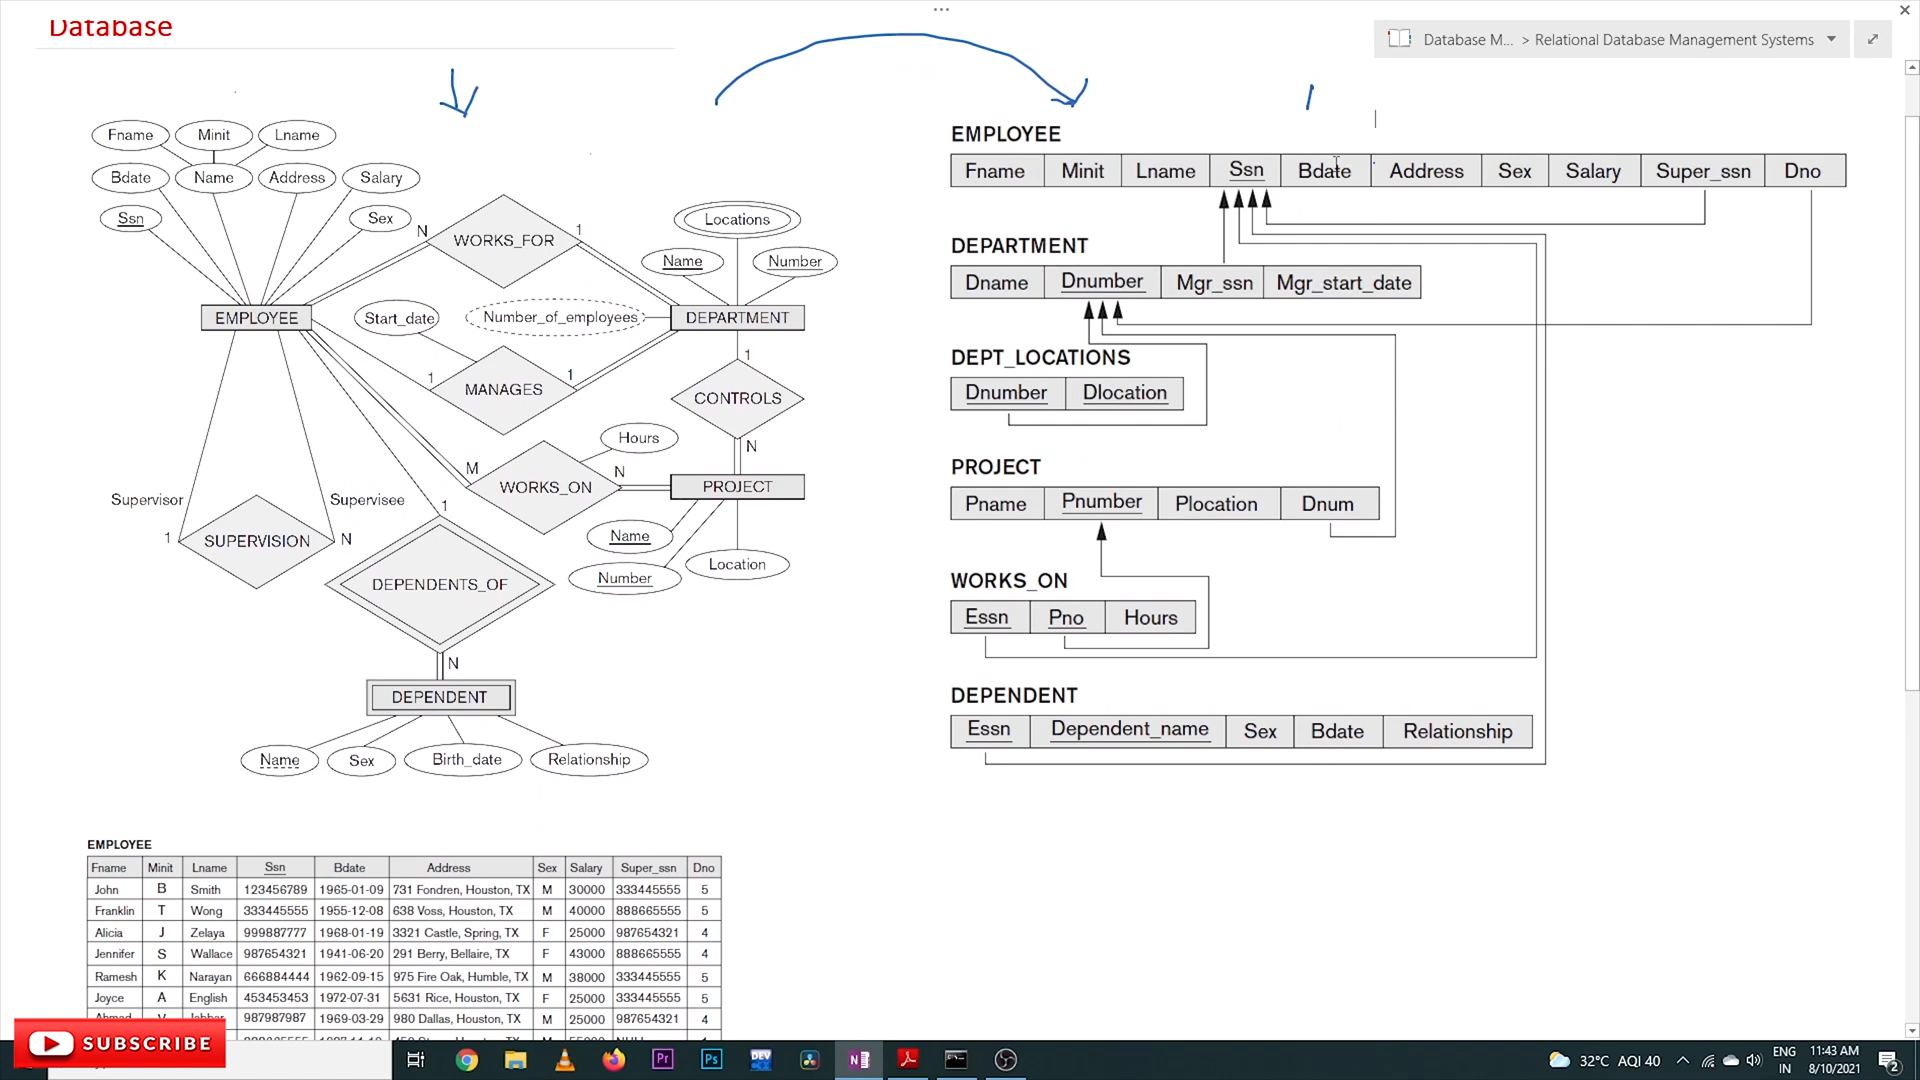 Database
Database M... > Relational Database Management Systems
Fname Minit Lname
Bdate Name Address Salary
Ssn Sex
N WORKS_FOR 1
Locations
Name Number
EMPLOYEE Start_date Number_of_employees DEPARTMENT
1 MANAGES 1
1
CONTROLS
N
Hours
M WORKS_ON N PROJECT
Supervisor Supervisee
1 SUPERVISION N
1
Name
Number Location
DEPENDENTS_OF
N
DEPENDENT
Name Sex Birth_date Relationship
EMPLOYEE
Fname Minit Lname Ssn Bdate Address Sex Salary Super_ssn Dno
DEPARTMENT
Dname Dnumber Mgr_ssn Mgr_start_date
DEPT_LOCATIONS
Dnumber Dlocation
PROJECT
Pname Pnumber Plocation Dnum
WORKS_ON
Essn Pno Hours
DEPENDENT
Essn Dependent_name Sex Bdate Relationship
EMPLOYEE
Fname Minit Lname Ssn Bdate Address Sex Salary Super_ssn Dno
John B Smith 123456789 1965-01-09 731 Fondren, Houston, TX M 30000 333445555 5
Franklin T Wong 333445555 1955-12-08 638 Voss, Houston, TX M 40000 888665555 5
Alicia J Zelaya 999887777 1968-01-19 3321 Castle, Spring, TX F 25000 987654321 4
Jennifer S Wallace 987654321 1941-06-20 291 Berry, Bellaire, TX F 43000 888665555 4
Ramesh K Narayan 666884444 1962-09-15 975 Fire Oak, Humble, TX M 38000 333445555 5
Joyce A English 453453453 1972-07-31 5631 Rice, Houston, TX F 25000 333445555 5
987987987 1969-03-29 980 Dallas, Houston, TX M 25000 987654321 4
SUBSCRIBE
Pr Ps DEV N
32°C AQI 40
ENG 11:43 AM
IN 8/10/2021 2